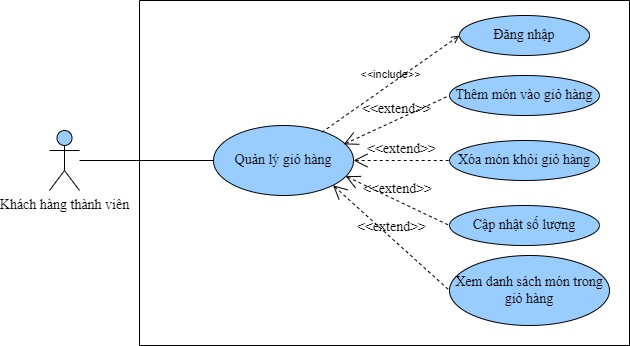 Đăng nhập
<<include>>
Thêm món vào giỏ hàng
<<extend>>
Quản lý giỏ hàng
<<extend>>
Xóa món khỏi giỏ hàng
<<extend>>
Khách hàng thành viên
Cập nhật số lượng
<<extend>>
Xem danh sách món trong
giỏ hàng